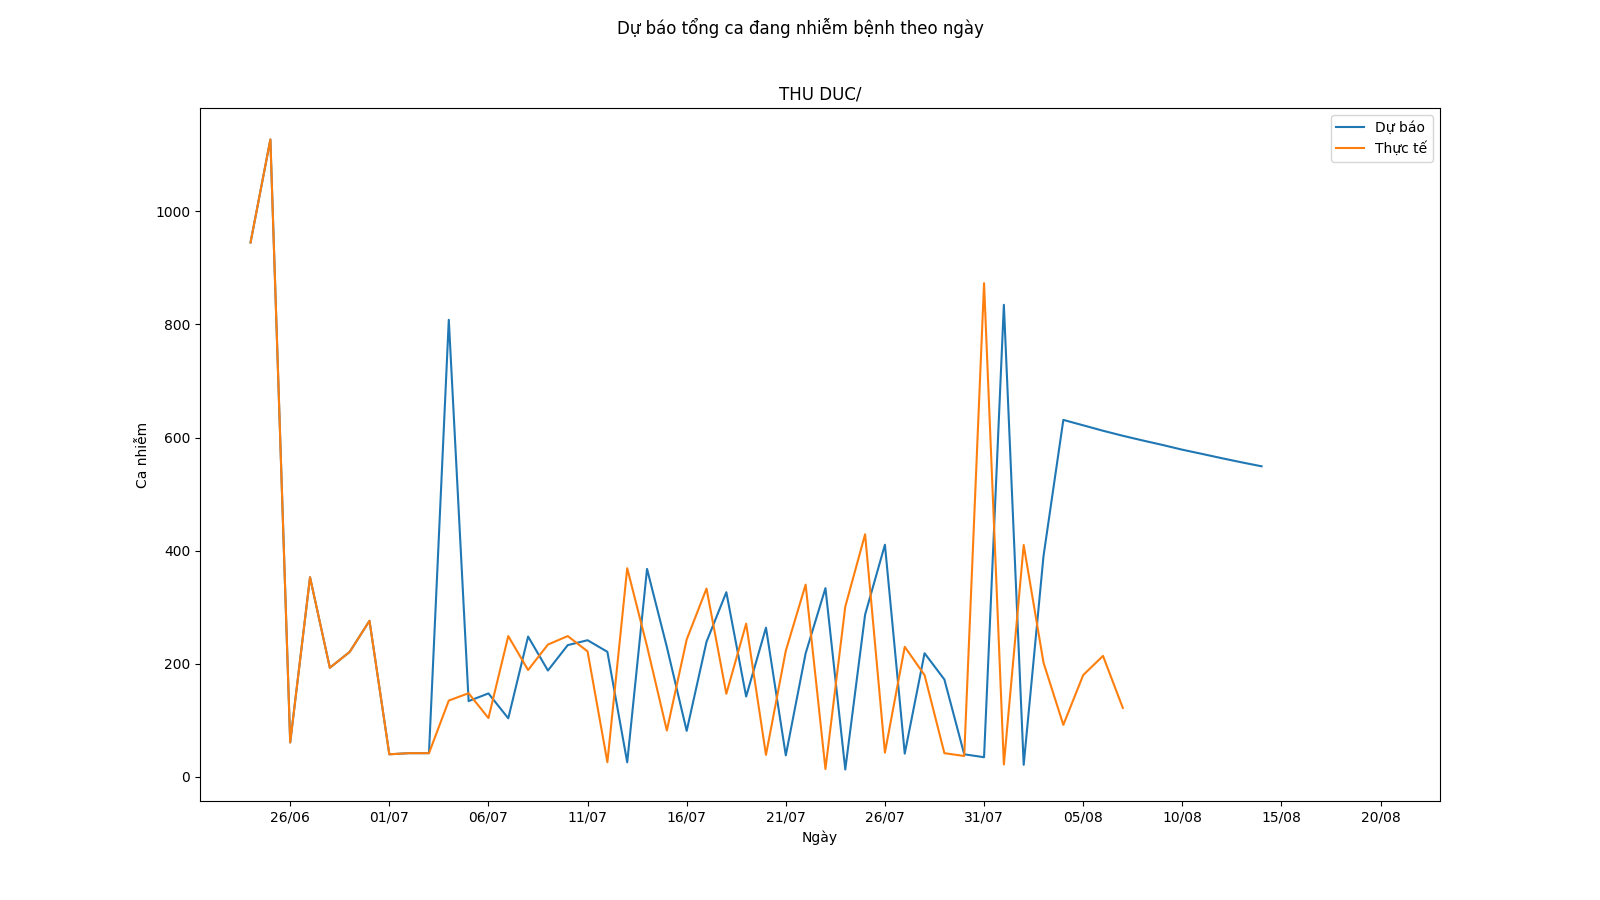 Dự báo tổng ca đang nhiễm bệnh theo ngày
THU DUC/
Dự báo
Thực tế
1000
800
600
400
200
0
Ca nhiễm
26/06 01/07 06/07 11/07 16/07 21/07 26/07 31/07 05/08 10/08 15/08 20/08
Ngày